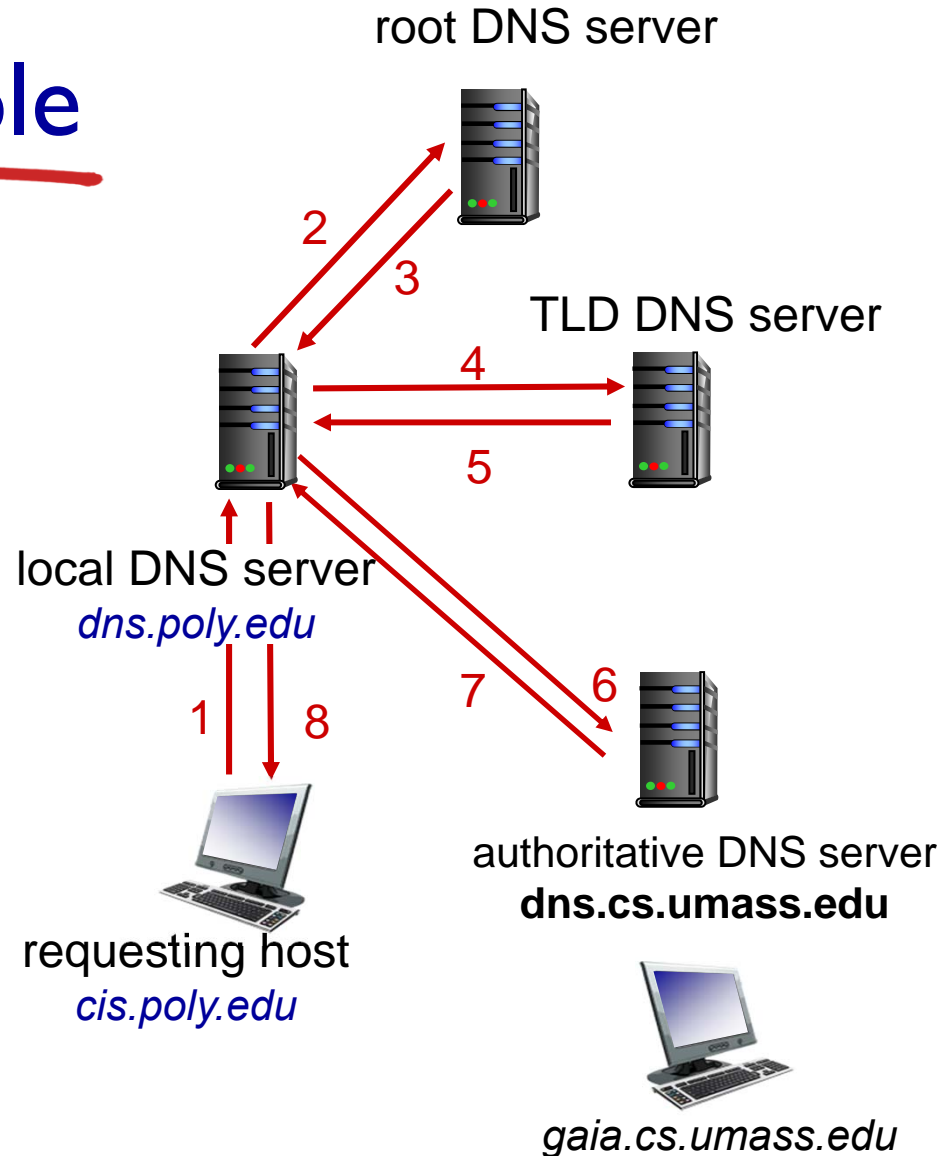 root DNS server
2
3
TLD DNS server
4
5
local DNS server
dns.poly.edu
1
8
7
6
requesting host
cis.poly.edu
authoritative DNS server
dns.cs.umass.edu
gaia.cs.umass.edu